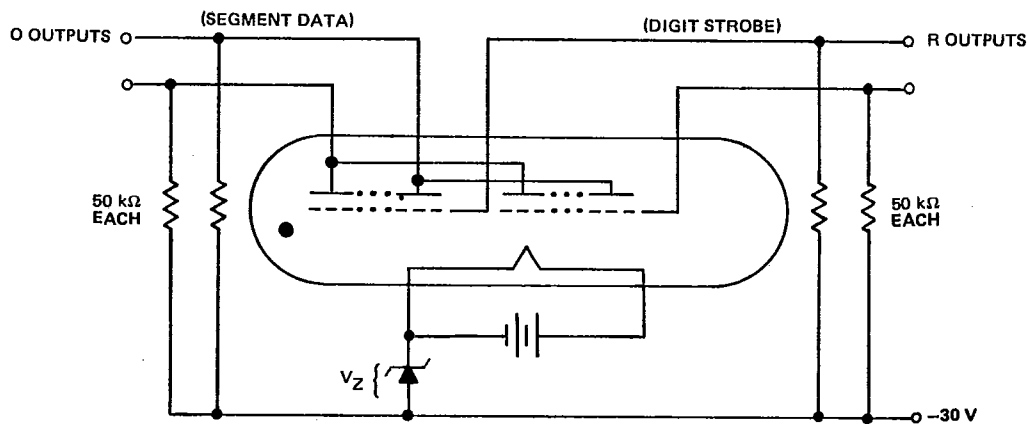 (SEGMENT DATA)
(DIGIT STROBE)
O OUTPUTS
R OUTPUTS
50 kΩ
EACH
50 kΩ
EACH
VZ
–30 V